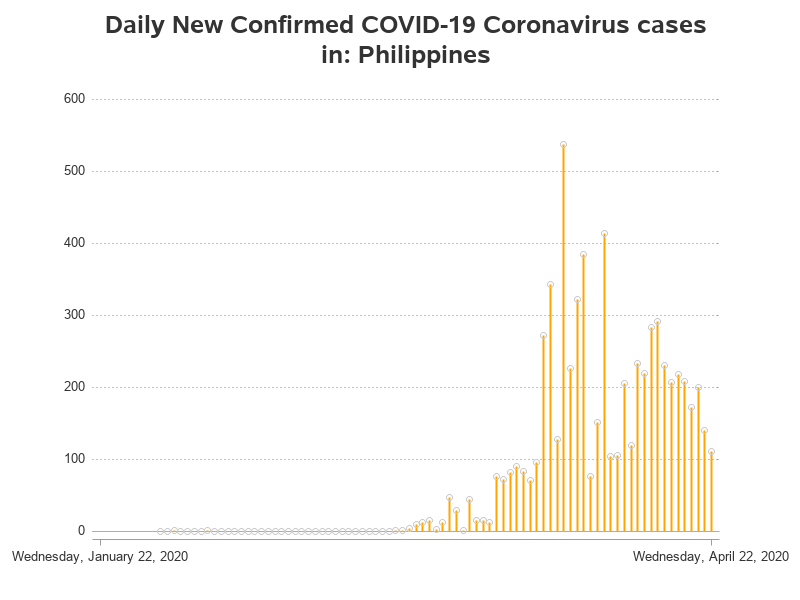 Daily New Confirmed COVID-19 Coronavirus cases
in: Philippines
600
500
400
300
200
100
0
Wednesday, January 22, 2020
Wednesday, April 22, 2020